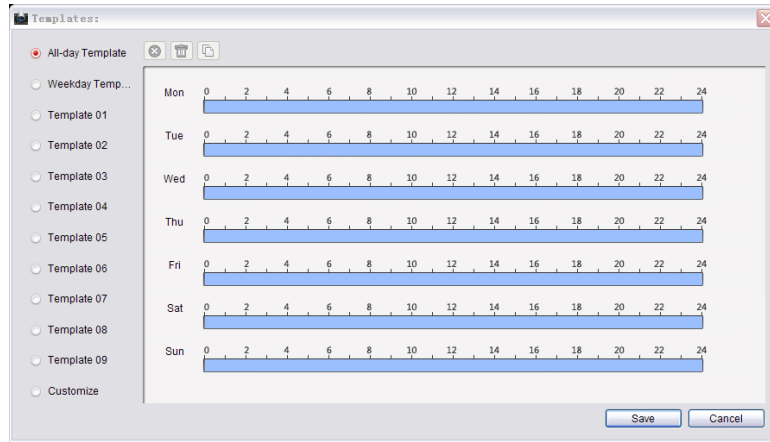 Templates:
All-day Template
Weekday Temp...
Template 01
Template 02
Template 03
Template 04
Template 05
Template 06
Template 07
Template 08
Template 09
Customize
Mon 0 2 4 6 8 10 12 14 16 18 20 22 24
Tue 0 2 4 6 8 10 12 14 16 18 20 22 24
Wed 0 2 4 6 8 10 12 14 16 18 20 22 24
Thu 0 2 4 6 8 10 12 14 16 18 20 22 24
Fri 0 2 4 6 8 10 12 14 16 18 20 22 24
Sat 0 2 4 6 8 10 12 14 16 18 20 22 24
Sun 0 2 4 6 8 10 12 14 16 18 20 22 24
Save Cancel